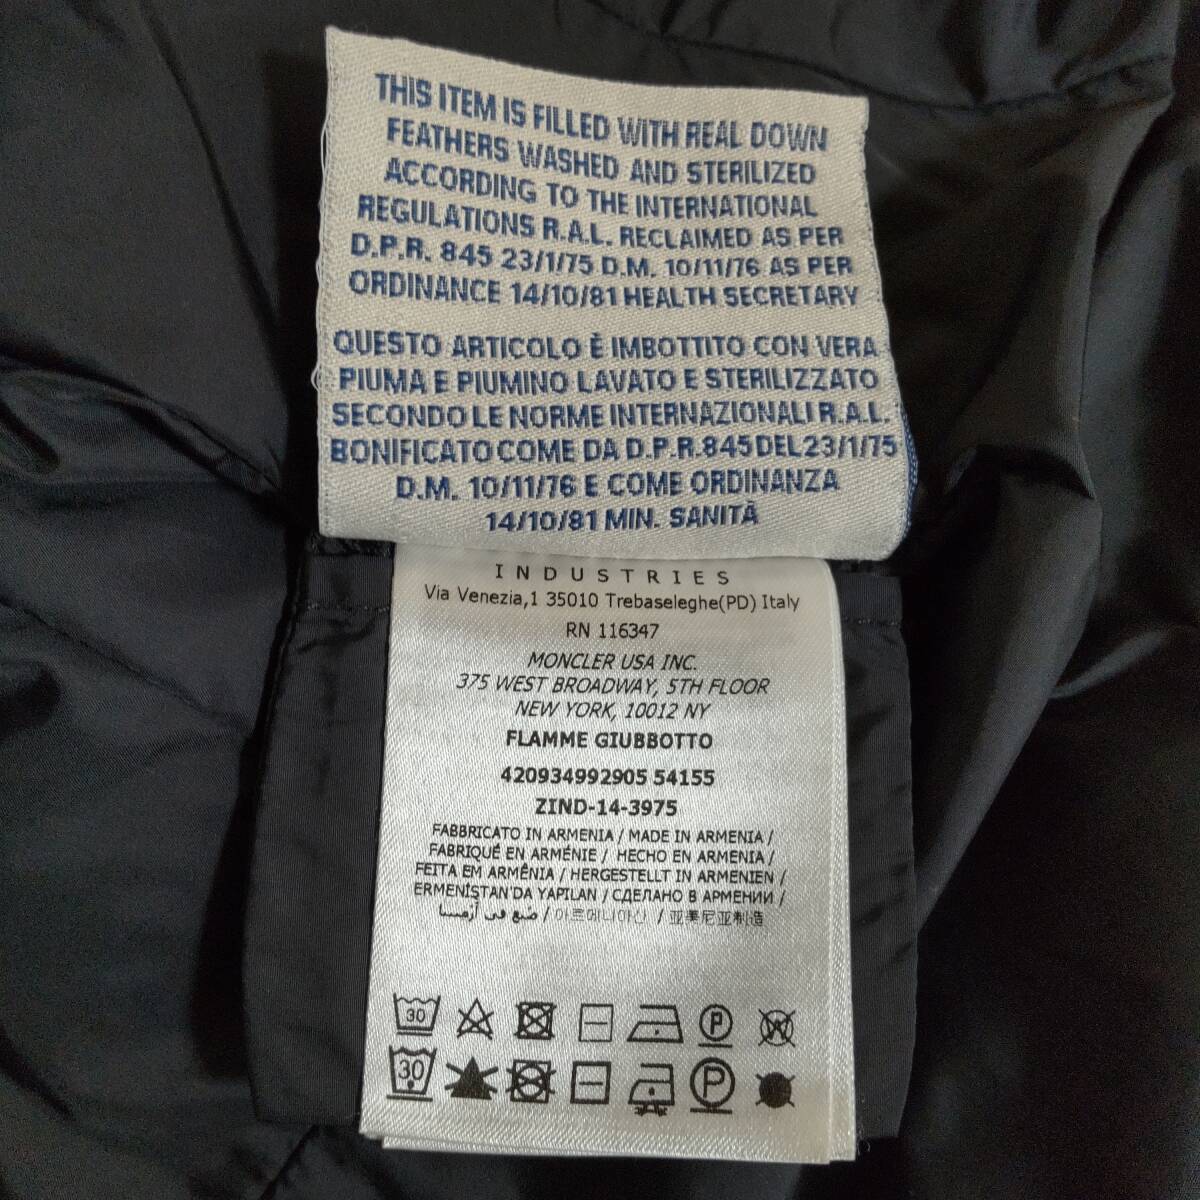 THIS ITEM IS FILLED WITH REAL DOWN
FEATHERS WASHED AND STERILIZED
ACCORDING TO THE INTERNATIONAL
REGULATIONS R.A.L. RECLAIMED AS PER
D.P.R. 845 23/1/75 D.M. 10/11/76 AS PER
ORDINANCE 14/10/81 HEALTH SECRETARY
QUESTO ARTICOLO È IMBOTTITO CON VERA
PIUMA E PIUMINO LAVATO E STERILIZZATO
SECONDO LE NORME INTERNAZIONALI R.A.L.
BONIFICATO COME DA D.P.R.845 DEL 23/1/75
D.M. 10/11/76 E COME ORDINANZA
14/10/81 MIN. SANITÀ
INDUSTRIES
Via Venezia,1 35010 Trebaseleghe(PD) Italy
RN 116347
MONCLER USA INC.
375 WEST BROADWAY, 5TH FLOOR
NEW YORK, 10012 NY
FLAMME GIUBBOTTO
420934992905 54155
ZIND-14-3975
FABBRICATO IN ARMENIA / MADE IN ARMENIA /
FABRIQUÉ EN ARMÉNIE / HECHO EN ARMENIA /
FEITA EM ARMÊNIA / HERGESTELLT IN ARMENIEN /
ERMENİSTAN'DA YAPILAN / СДЕЛАНО В АРМЕНИИ /
صُنِع في أرمينيا / 아르메니아산 / 亚美尼亚制造
30 P W
30 P